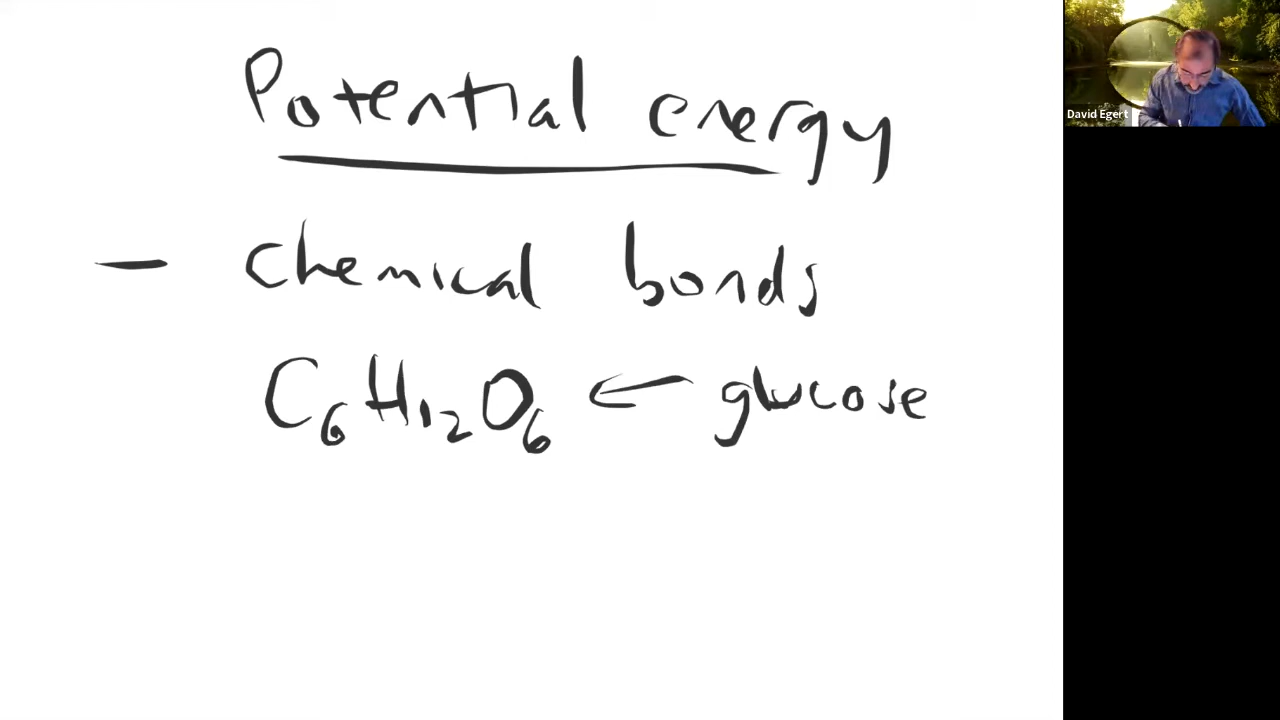 Potential energy
— chemical bonds
C₆H₁₂O₆ ← glucose
David Egert